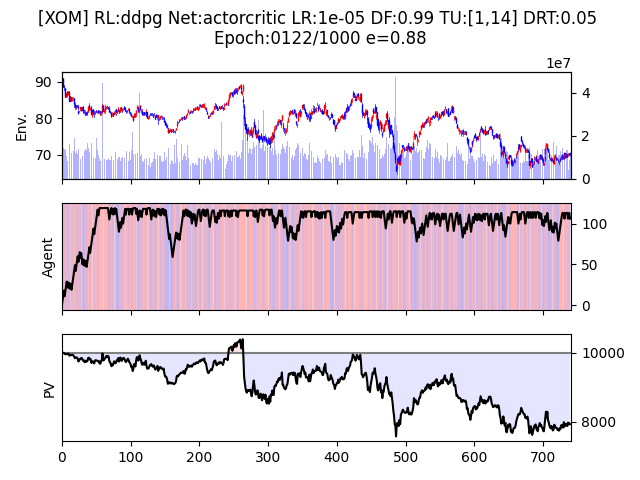 [XOM] RL:ddpg Net:actorcritic LR:1e-05 DF:0.99 TU:[1,14] DRT:0.05
Epoch:0122/1000 e=0.88
1e7
90
80
70
Env.
4
2
0
Agent
100
50
0
PV
10000
8000
0 100 200 300 400 500 600 700